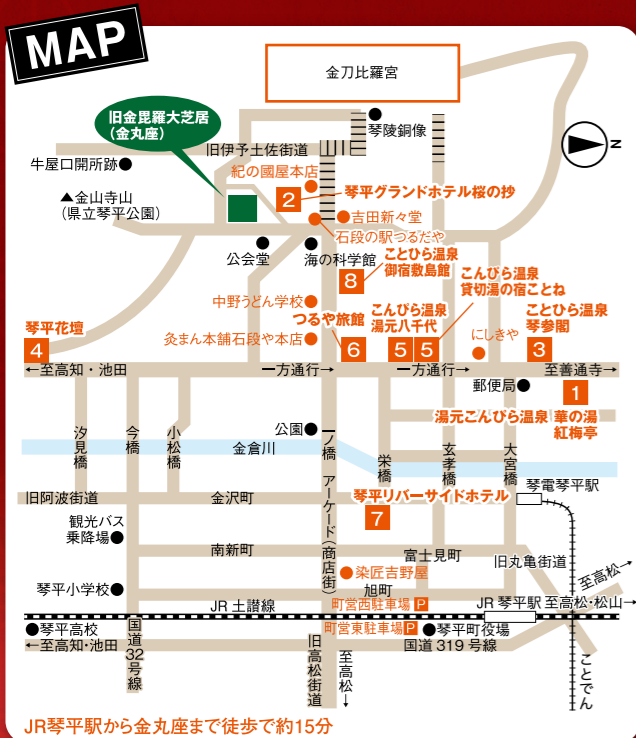 MAP
金刀比羅宮
旧金毘羅大芝居
(金丸座)
琴陵銅像
N
旧伊予土佐街道
牛屋口開所跡
紀の國屋本店
2
琴平グランドホテル桜の抄
▲金山寺山
(県立琴平公園)
吉田新々堂
石段の駅つるだや
公会堂
海の科学館
8
ことひら温泉
御宿敷島館
こんぴら温泉
貸切湯の宿ことね
中野うどん学校
つるや旅館
こんぴら温泉
湯元八千代
ことひら温泉
琴参閣
琴平花壇
4
灸まん本舗石段や本店
6
5
5
にしきや
3
←至高知・池田
一方通行→
一方通行→
至善通寺→
郵便局
1
湯元こんぴら温泉 華の湯
紅梅亭
公園
汐見橋
今橋
小松橋
金倉川
一ノ橋
栄橋
玄孝橋
大宮橋
琴電琴平駅
旧阿波街道
金沢町
アーケード(商店街)
琴平リバーサイドホテル
7
観光バス
乗降場
南新町
富士見町
旧丸亀街道
染匠吉野屋
至高松→
琴平小学校
旭町
JR 土讃線
町営西駐車場 P
JR 琴平駅
至高松・松山→
琴平高校
町営東駐車場 P
琴平町役場
←至高知・池田
国道32号線
旧高松街道
至高松→
国道 319 号線
ことでん
JR琴平駅から金丸座まで徒歩で約15分